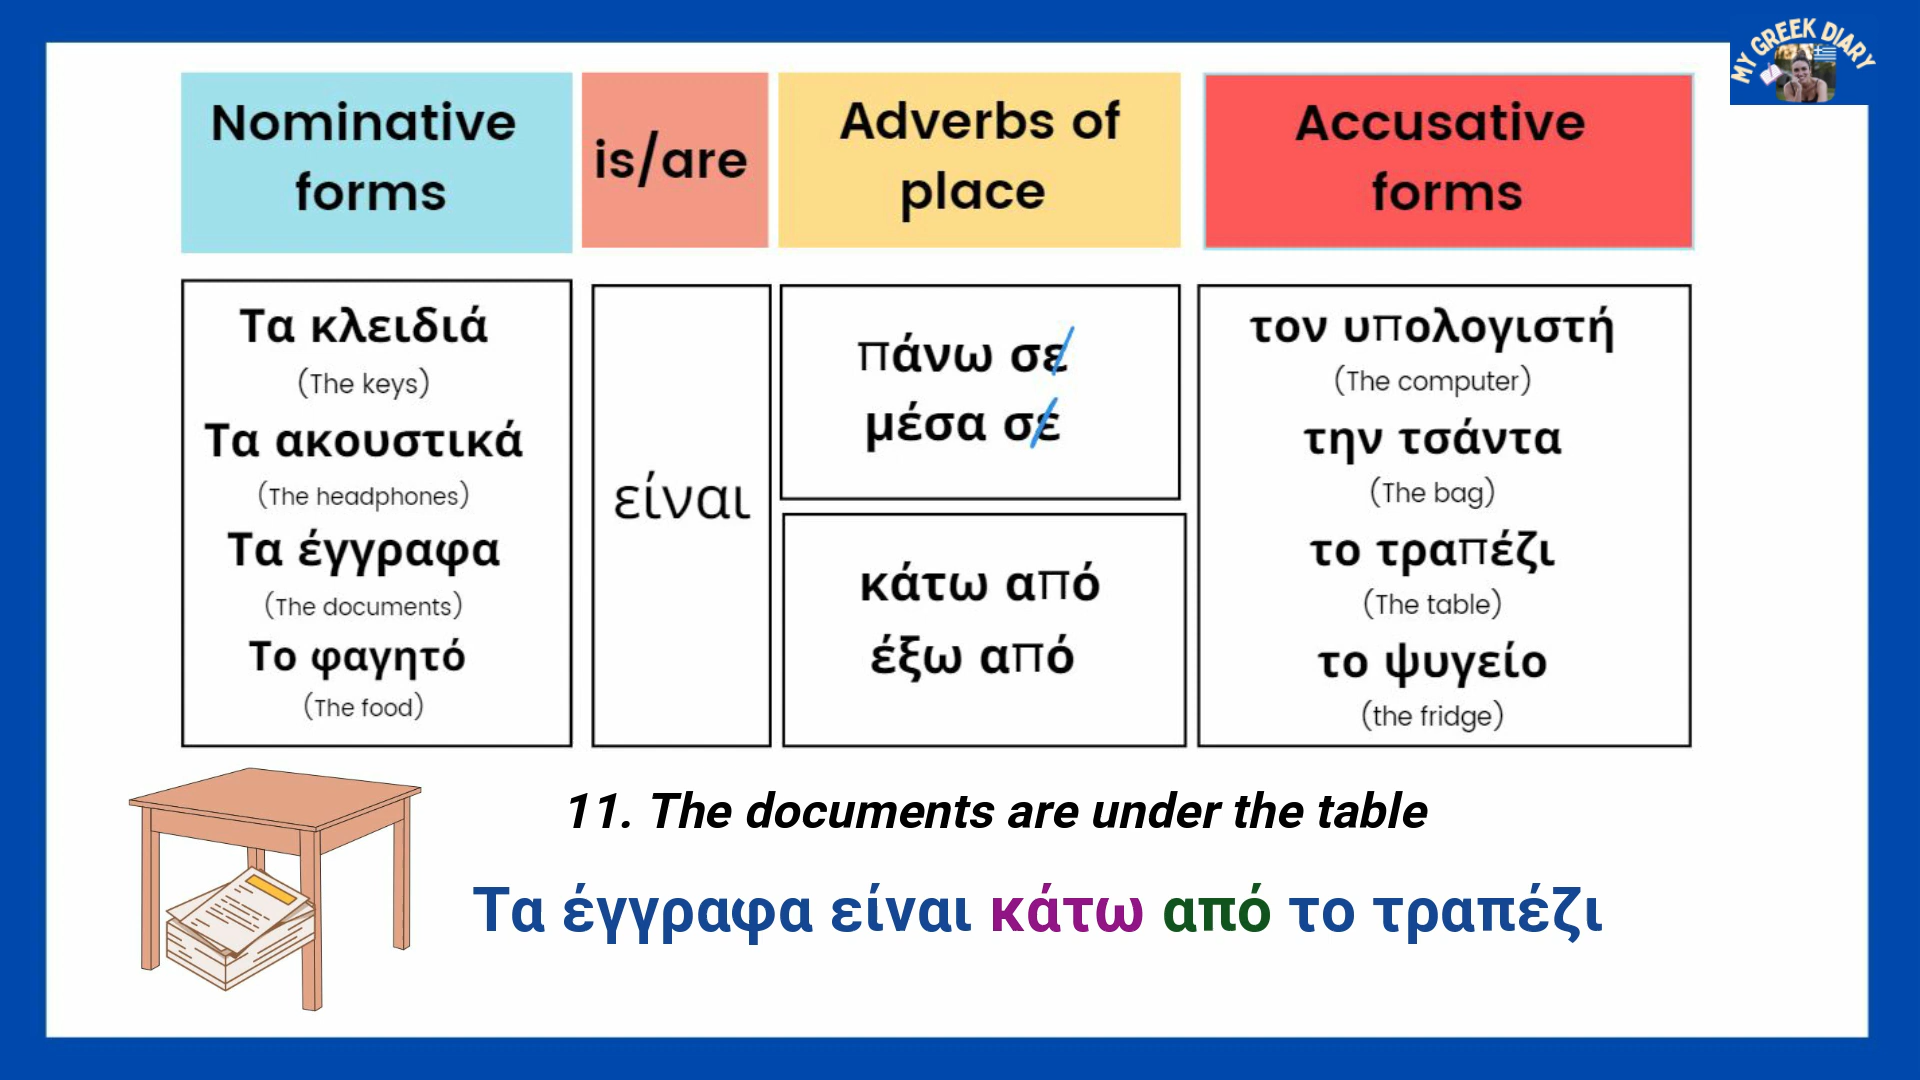 MY GREEK DIARY
Nominative
forms
is/are
Adverbs of
place
Accusative
forms
Τα κλειδιά
(The keys)
Τα ακουστικά
(The headphones)
Τα έγγραφα
(The documents)
Το φαγητό
(The food)
είναι
πάνω σε
μέσα σε
κάτω από
έξω από
τον υπολογιστή
(The computer)
την τσάντα
(The bag)
το τραπέζι
(The table)
το ψυγείο
(the fridge)
11. The documents are under the table
Τα έγγραφα είναι κάτω από το τραπέζι